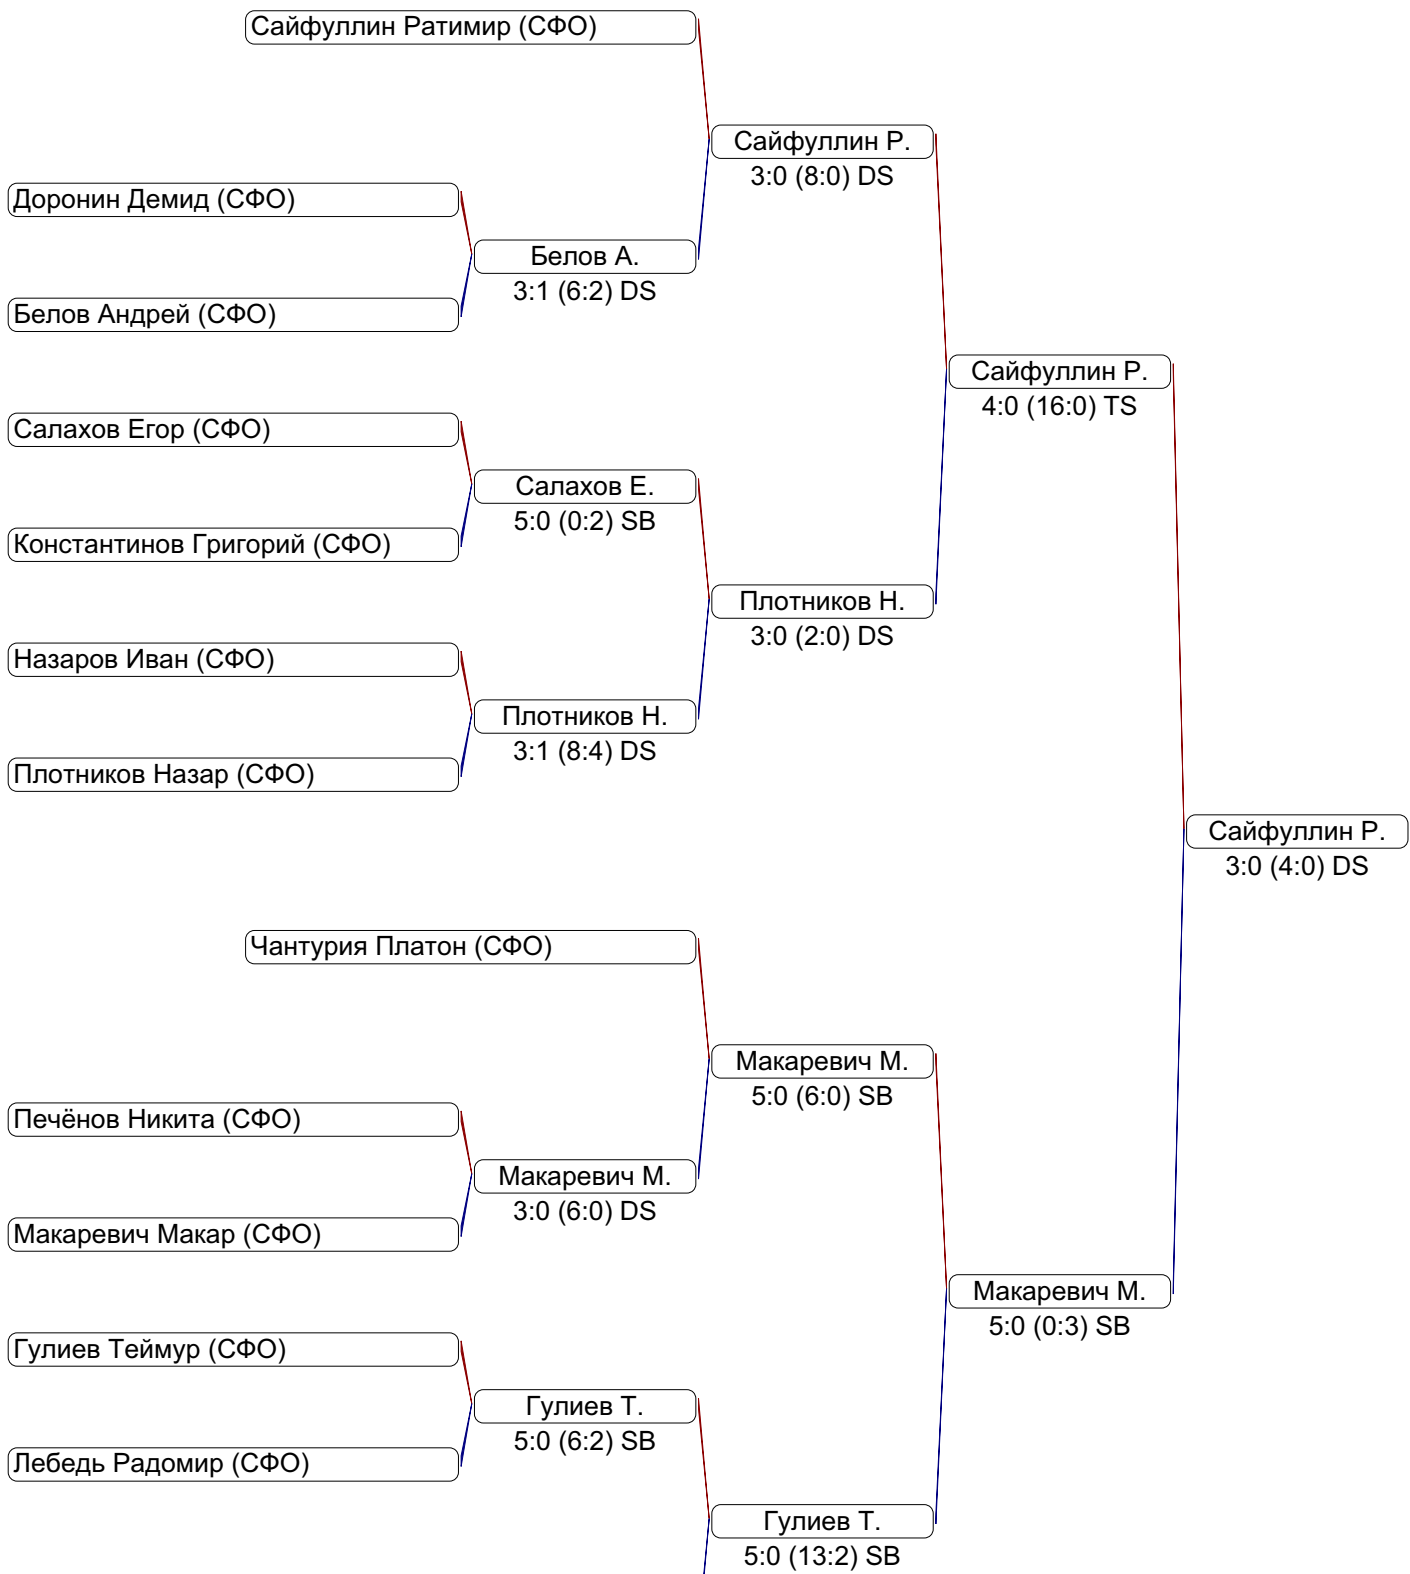 Сайфуллин Ратимир (СФО)
Сайфуллин Р.
3:0 (8:0) DS
Доронин Демид (СФО)
Белов А.
3:1 (6:2) DS
Белов Андрей (СФО)
Сайфуллин Р.
4:0 (16:0) TS
Салахов Егор (СФО)
Салахов Е.
5:0 (0:2) SB
Константинов Григорий (СФО)
Плотников Н.
3:0 (2:0) DS
Назаров Иван (СФО)
Плотников Н.
3:1 (8:4) DS
Плотников Назар (СФО)
Сайфуллин Р.
3:0 (4:0) DS
Чантурия Платон (СФО)
Макаревич М.
5:0 (6:0) SB
Печёнов Никита (СФО)
Макаревич М.
3:0 (6:0) DS
Макаревич Макар (СФО)
Макаревич М.
5:0 (0:3) SB
Гулиев Теймур (СФО)
Гулиев Т.
5:0 (6:2) SB
Лебедь Радомир (СФО)
Гулиев Т.
5:0 (13:2) SB